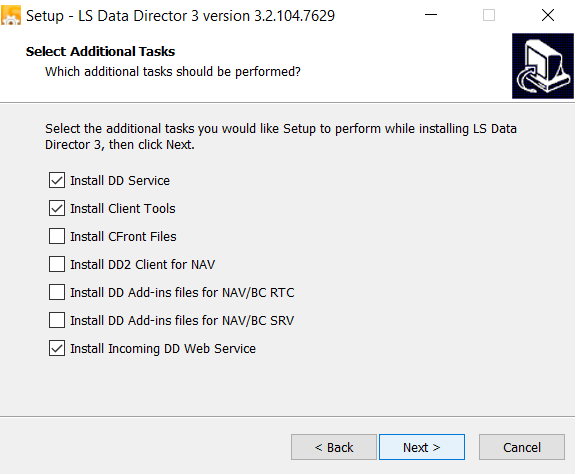 Setup - LS Data Director 3 version 3.2.104.7629
Select Additional Tasks
Which additional tasks should be performed?
Select the additional tasks you would like Setup to perform while installing LS Data
Director 3, then click Next.
Install DD Service
Install Client Tools
Install CFront Files
Install DD2 Client for NAV
Install DD Add-ins files for NAV/BC RTC
Install DD Add-ins files for NAV/BC SRV
Install Incoming DD Web Service
< Back
Next >
Cancel